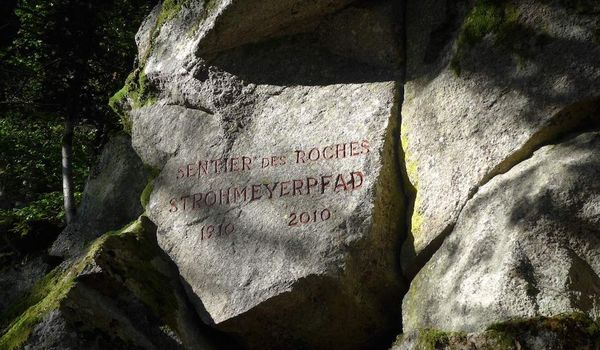 SENTIER DES ROCHES
STROHMEYERPFAD
1910 2010